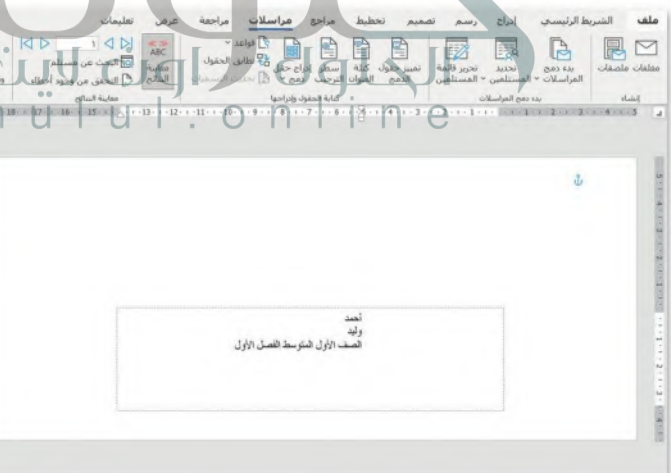 ملف الشريط الرئيسي إدراج رسم تصميم تخطيط مراجع مراسلات مراجعة عرض تعليمات
مغلفات ملصقات
بدء دمج المراسلات
تحديد المستلمين
تحرير قائمة المستلمين
تمييز حقول الدمج
كتلة العنوان
سطر الترحيب
إدراج حقل دمج
قواعد
تطابق الحقول
معاينة النتائج
ABC
١
البحث عن مستلم
التحقق من وجود أخطاء
إنشاء
بدء دمج المراسلات
كتابة الحقول وإدراجها
معاينة النتائج
أحمد
وليد
الصف الأول المتوسط الفصل الأول